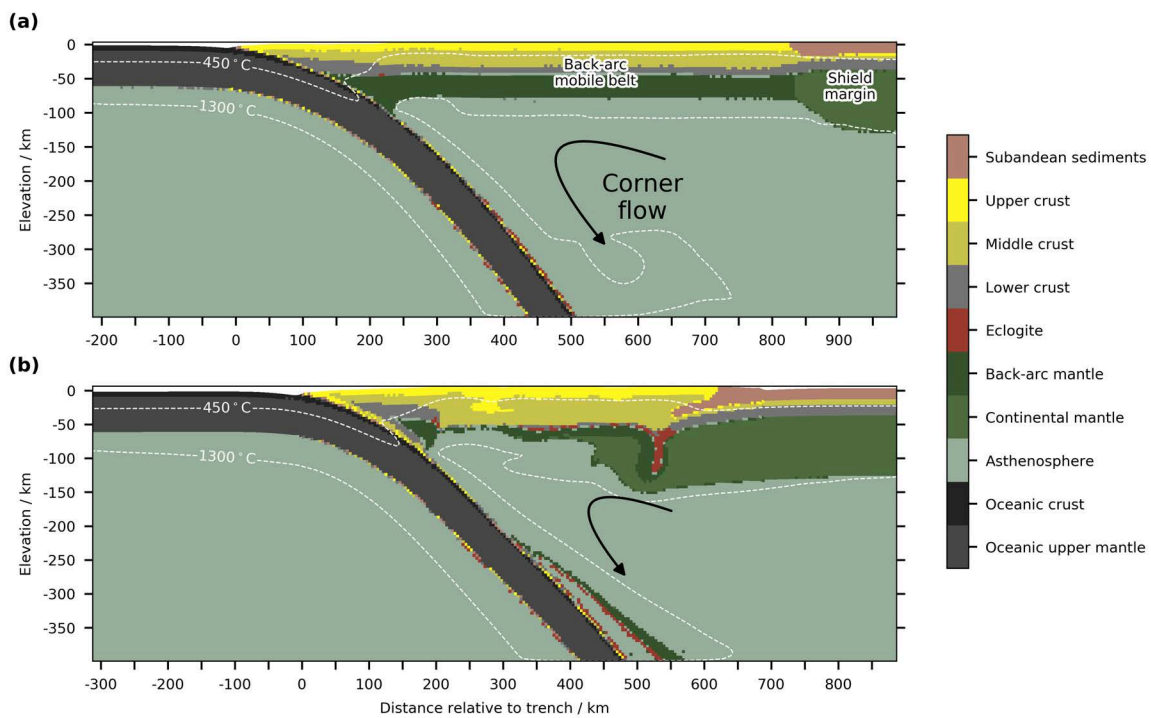 (a)
0
-50
-100
-150
-200
-250
-300
-350
Elevation / km
450°C
1300°C
Back-arc
mobile belt
Shield
margin
Corner
flow
-200 -100 0 100 200 300 400 500 600 700 800 900
(b)
0
-50
-100
-150
-200
-250
-300
-350
Elevation / km
450°C
1300°C
-300 -200 -100 0 100 200 300 400 500 600 700 800
Distance relative to trench / km
Subandean sediments
Upper crust
Middle crust
Lower crust
Eclogite
Back-arc mantle
Continental mantle
Asthenosphere
Oceanic crust
Oceanic upper mantle